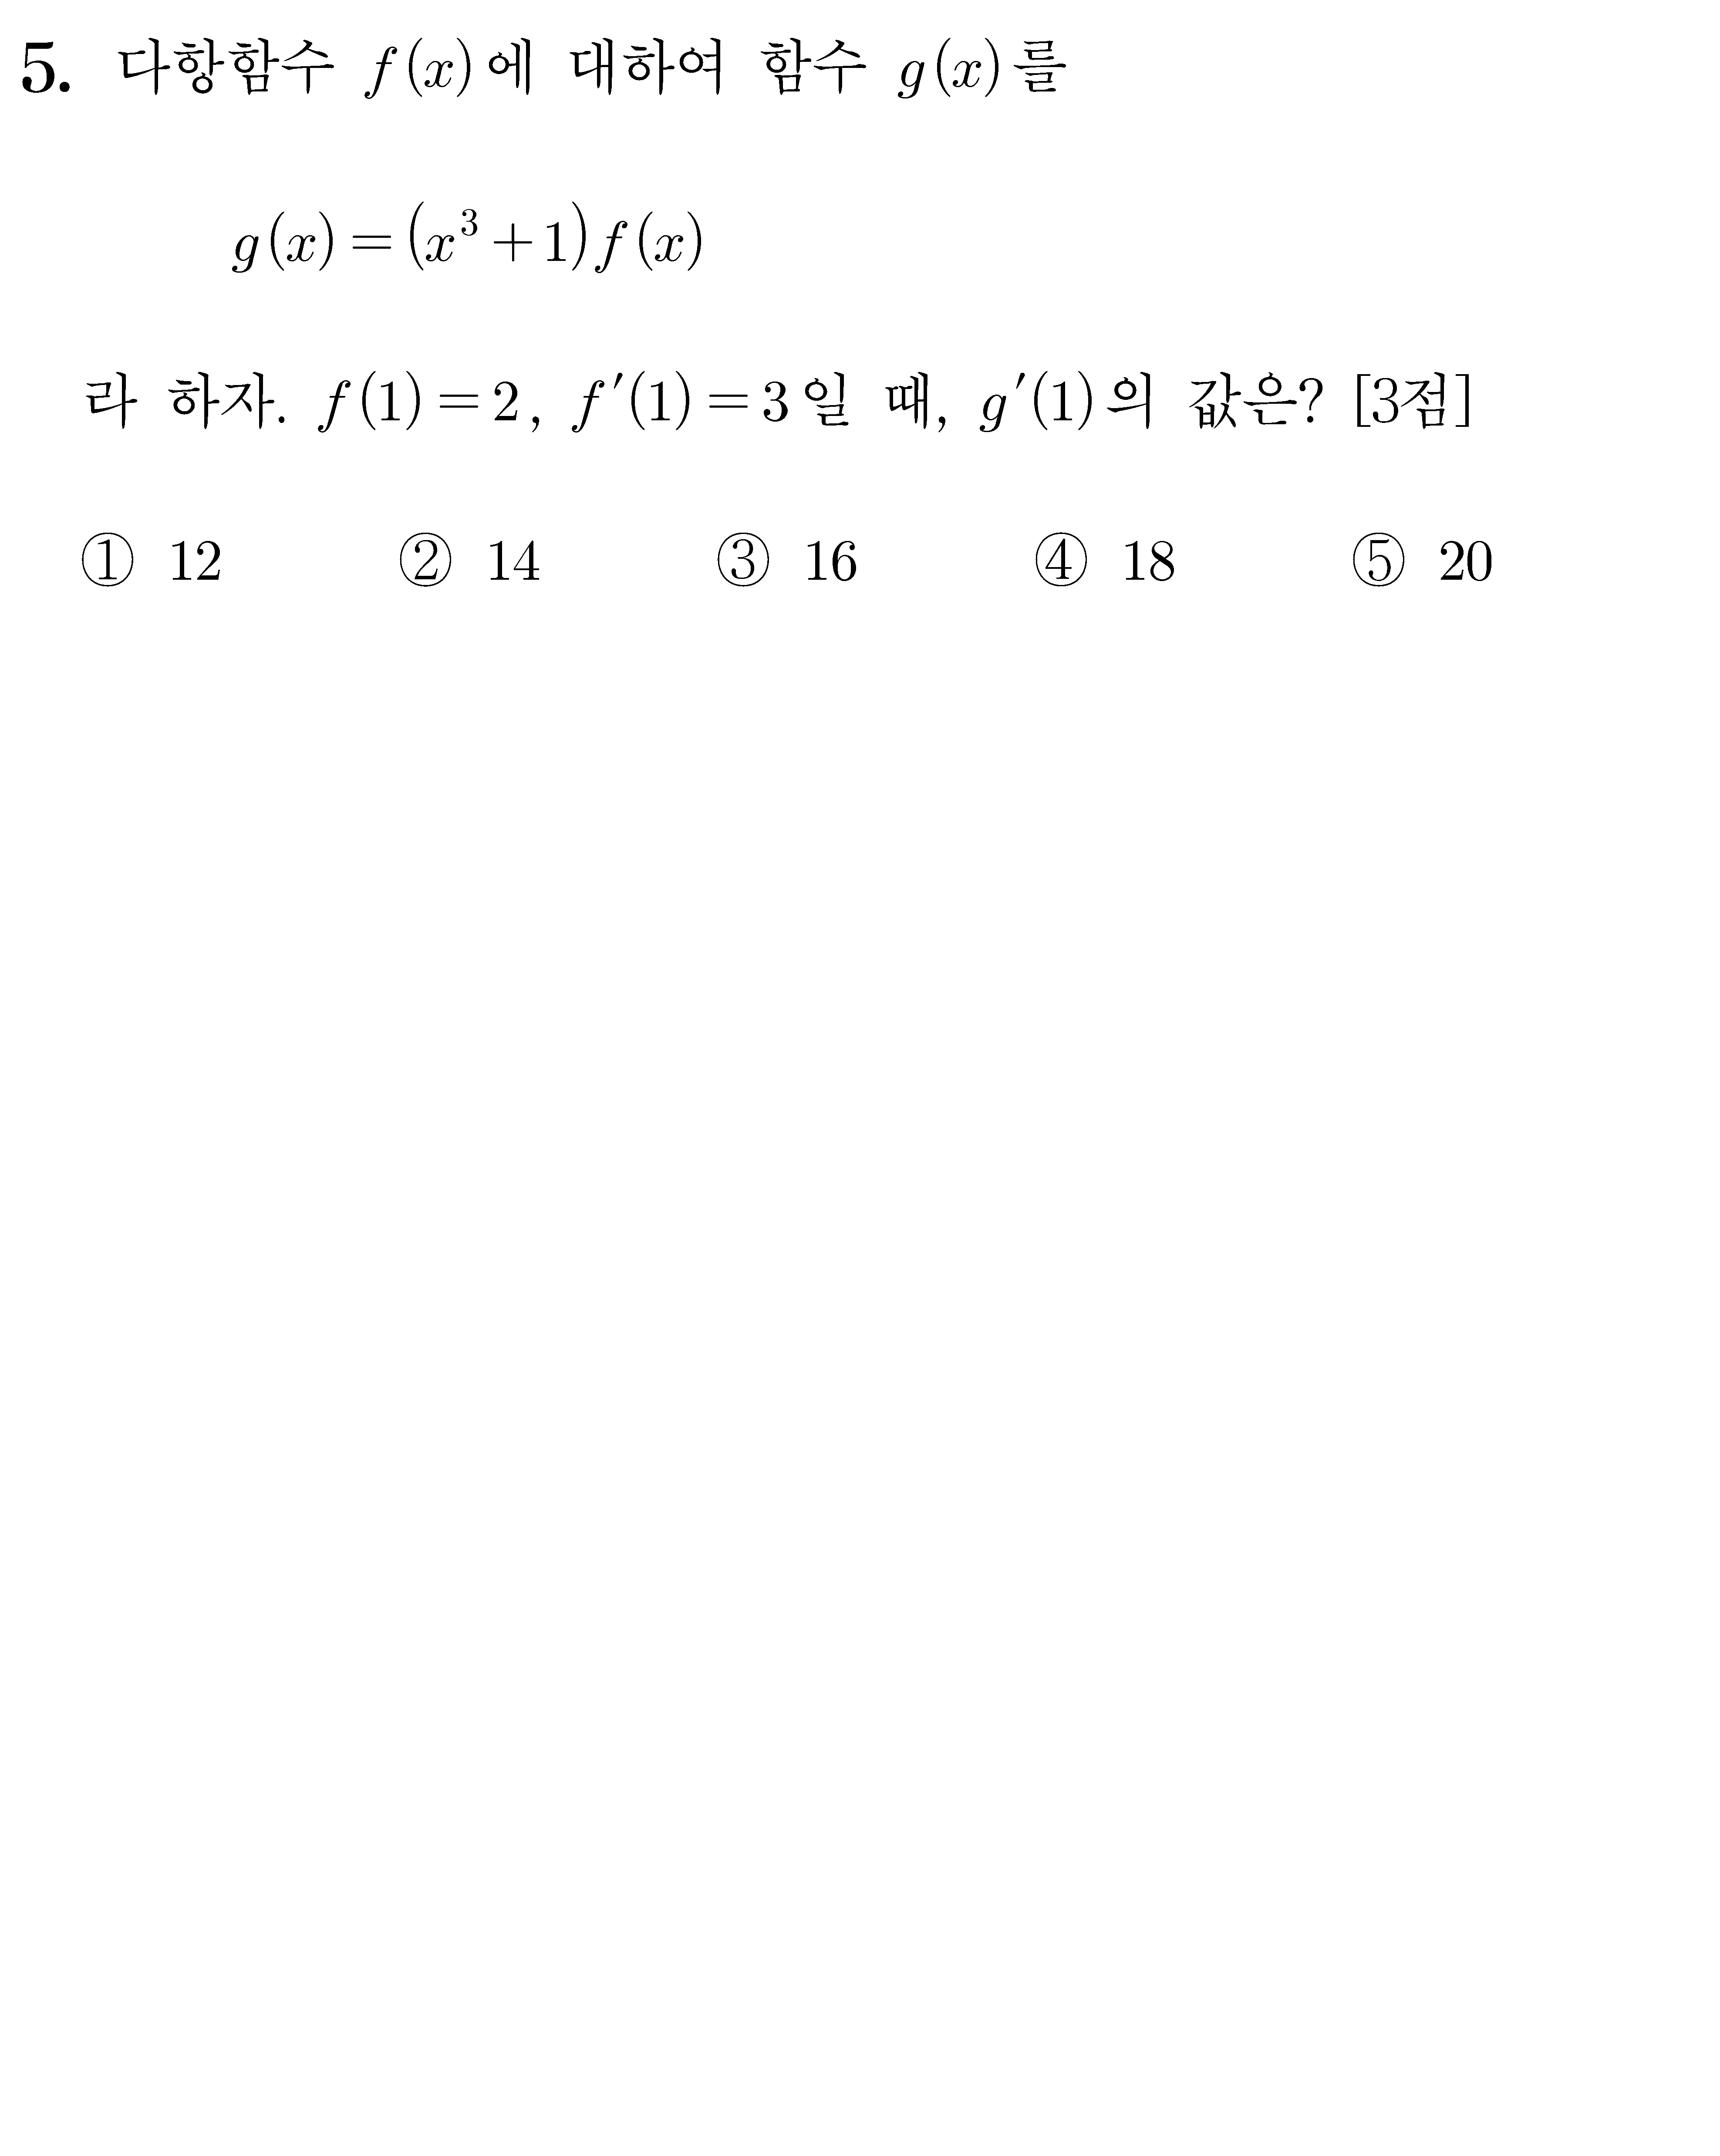 5. 다항함수 f(x)에 대하여 함수 g(x)를
g(x)=(x³+1)f(x)
라 하자. f(1)=2, f′(1)=3일 때, g′(1)의 값은? [3점]
① 12 ② 14 ③ 16 ④ 18 ⑤ 20